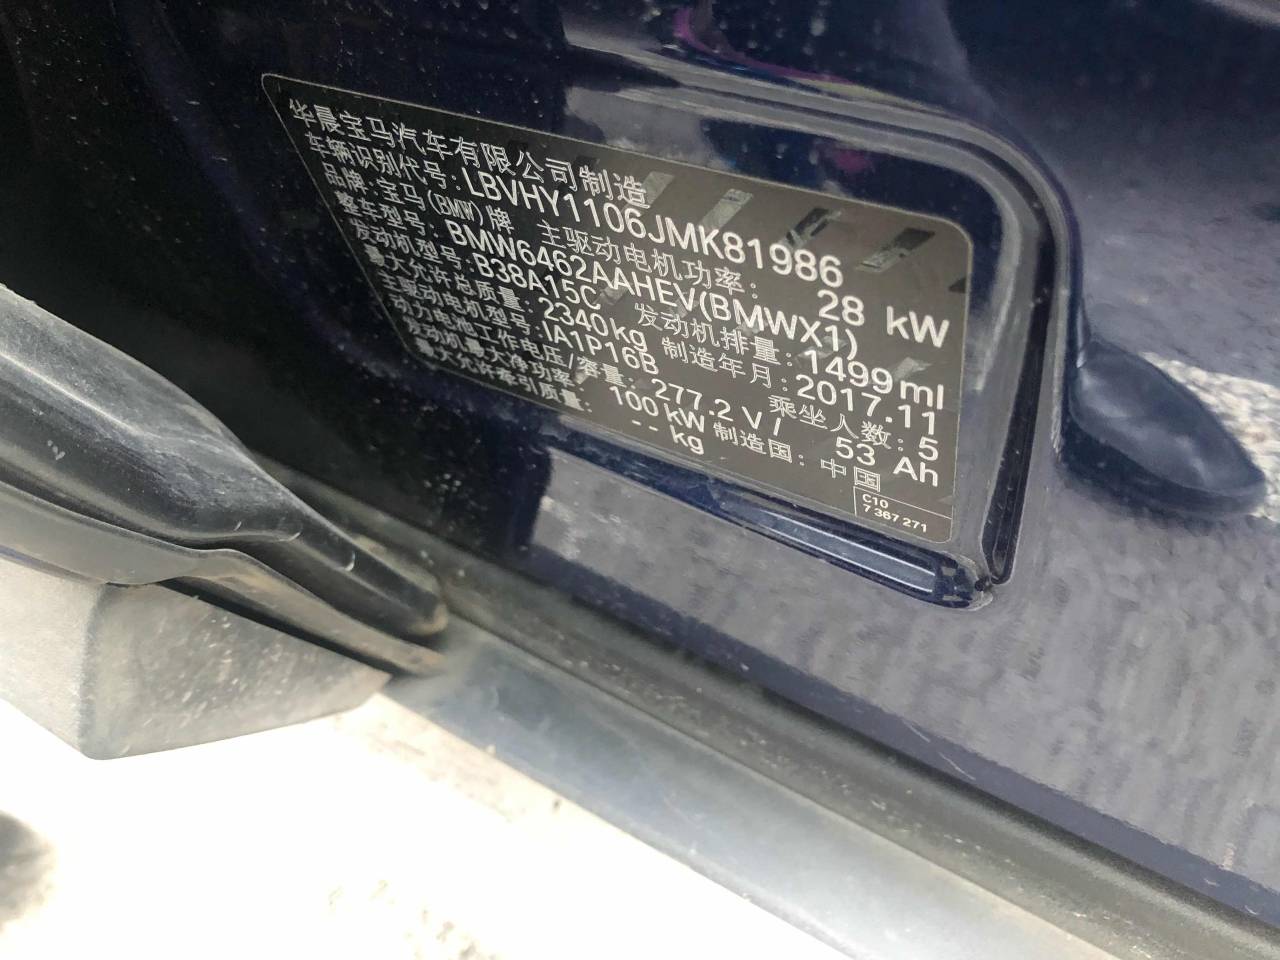 华晨宝马汽车有限公司制造
车辆识别代号: LBVHY1106JMK81986
品牌: 宝马(BMW)牌 主驱动电机功率: 28 kW
整车型号: BMW6462AAHEV(BMWX1)
发动机型号: B38A15C 发动机排量: 1499ml
最大允许总质量: 2340kg 制造年月: 2017.11
主驱动电机型号: IA1P16B 乘坐人数: 5
动力电池工作电压/容量: 277.2 V/ 53 Ah
发动机最大净功率: 100 kW 制造国: 中国
最大允许牵引质量: -- kg
C10
7 367 271